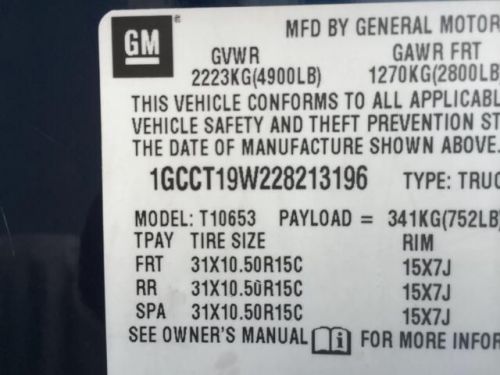 GM
MFD BY GENERAL MOTOR
GVWR GAWR FRT
2223KG(4900LB) 1270KG(2800LB
THIS VEHICLE CONFORMS TO ALL APPLICABL
VEHICLE SAFETY AND THEFT PREVENTION ST
THE DATE OF MANUFACTURE SHOWN ABOVE.
1GCCT19W228213196 TYPE: TRUC
MODEL: T10653 PAYLOAD = 341KG(752LB)
TPAY TIRE SIZE RIM
FRT 31X10.50R15C 15X7J
RR 31X10.50R15C 15X7J
SPA 31X10.50R15C 15X7J
SEE OWNER'S MANUAL i FOR MORE INFOR